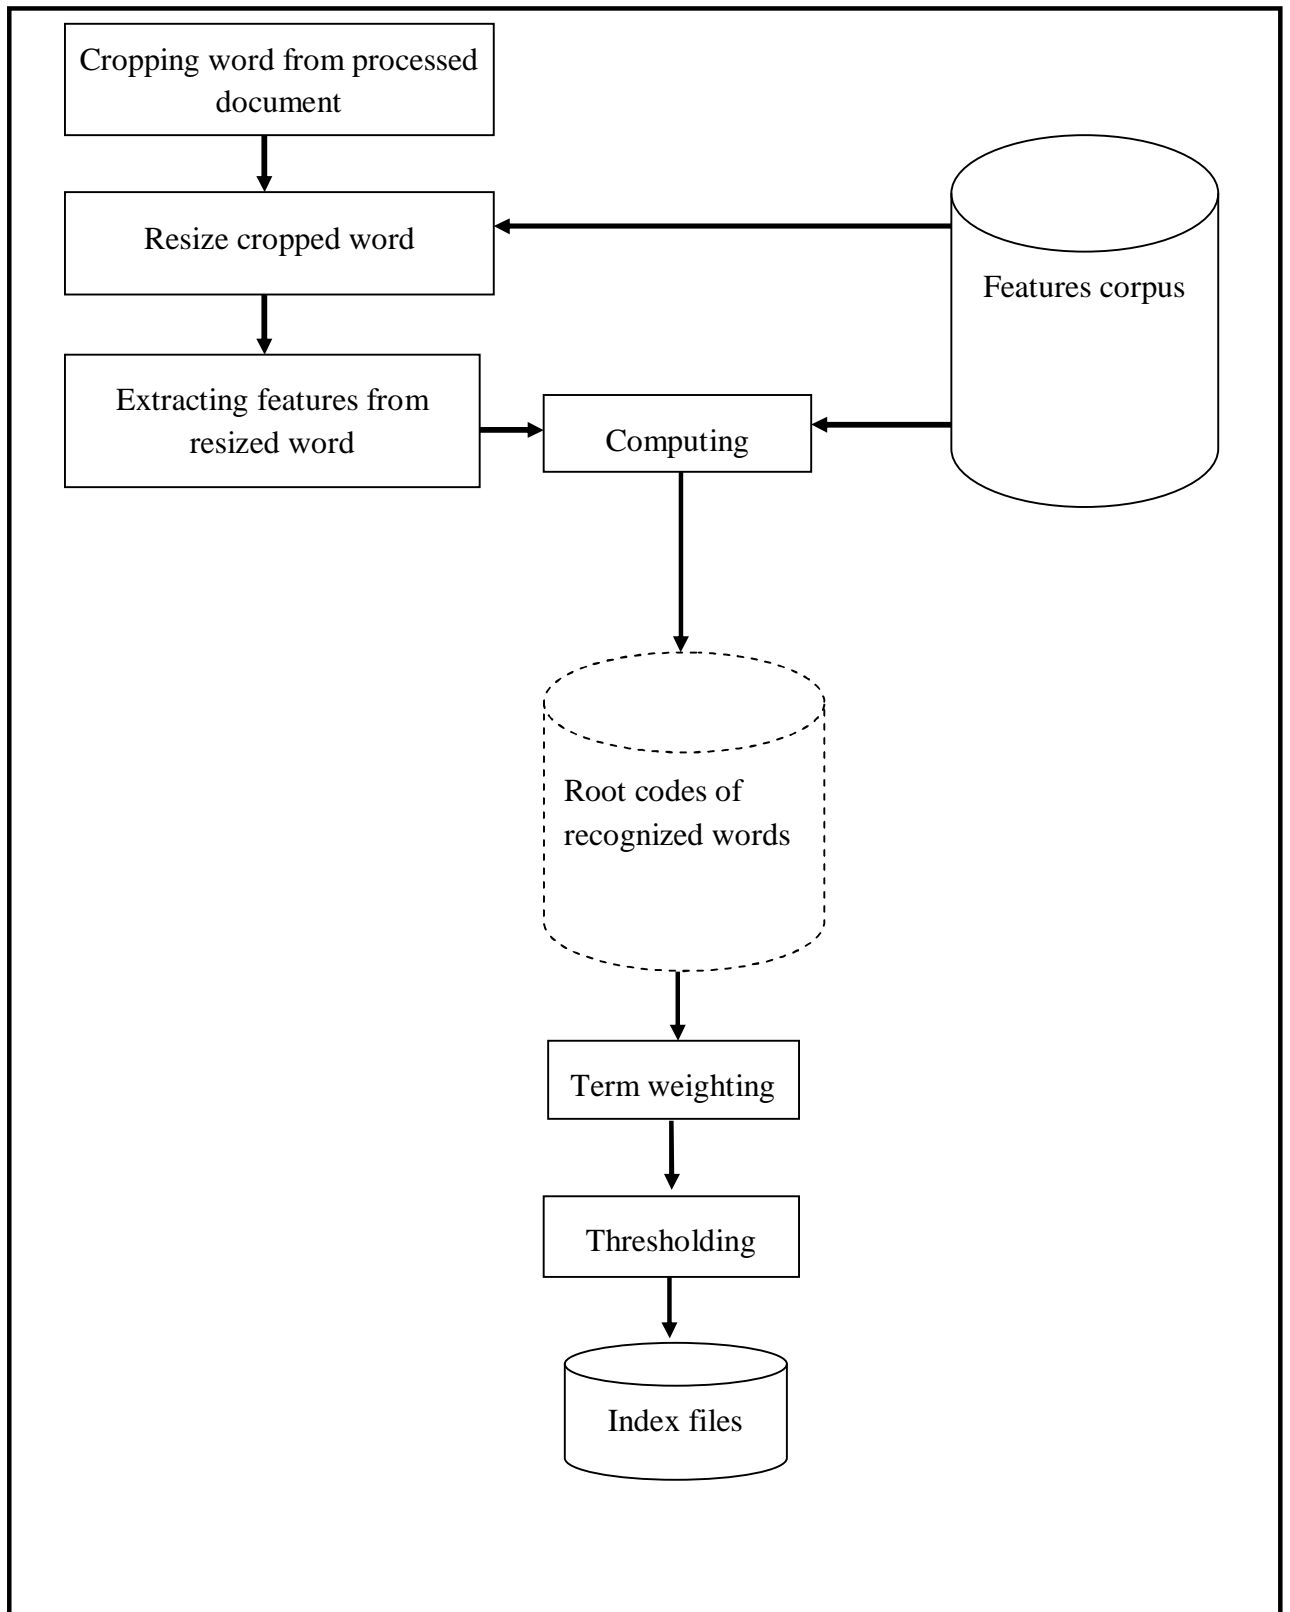 Cropping word from processed
document
Resize cropped word
Features corpus
Extracting features from
resized word
Computing
Root codes of
recognized words
Term weighting
Thresholding
Index files